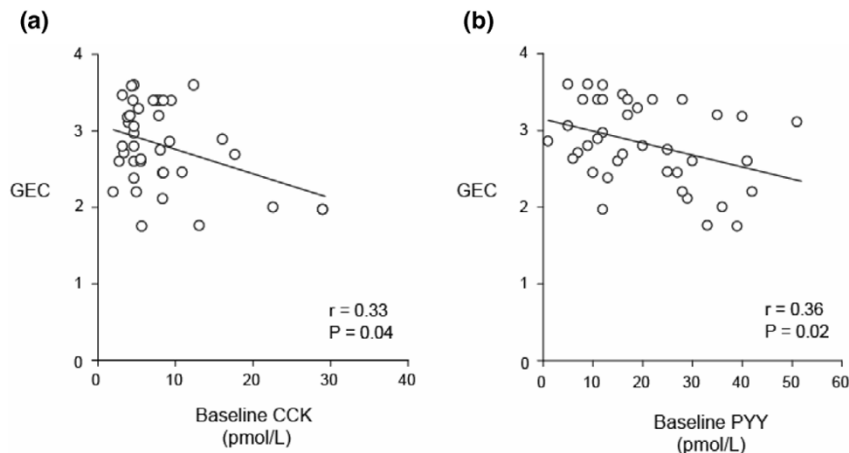 (a)
4
3
GEC
2
1
0
r = 0.33
P = 0.04
0 10 20 30 40
Baseline CCK
(pmol/L)
(b)
4
3
GEC
2
1
0
r = 0.36
P = 0.02
0 10 20 30 40 50 60
Baseline PYY
(pmol/L)